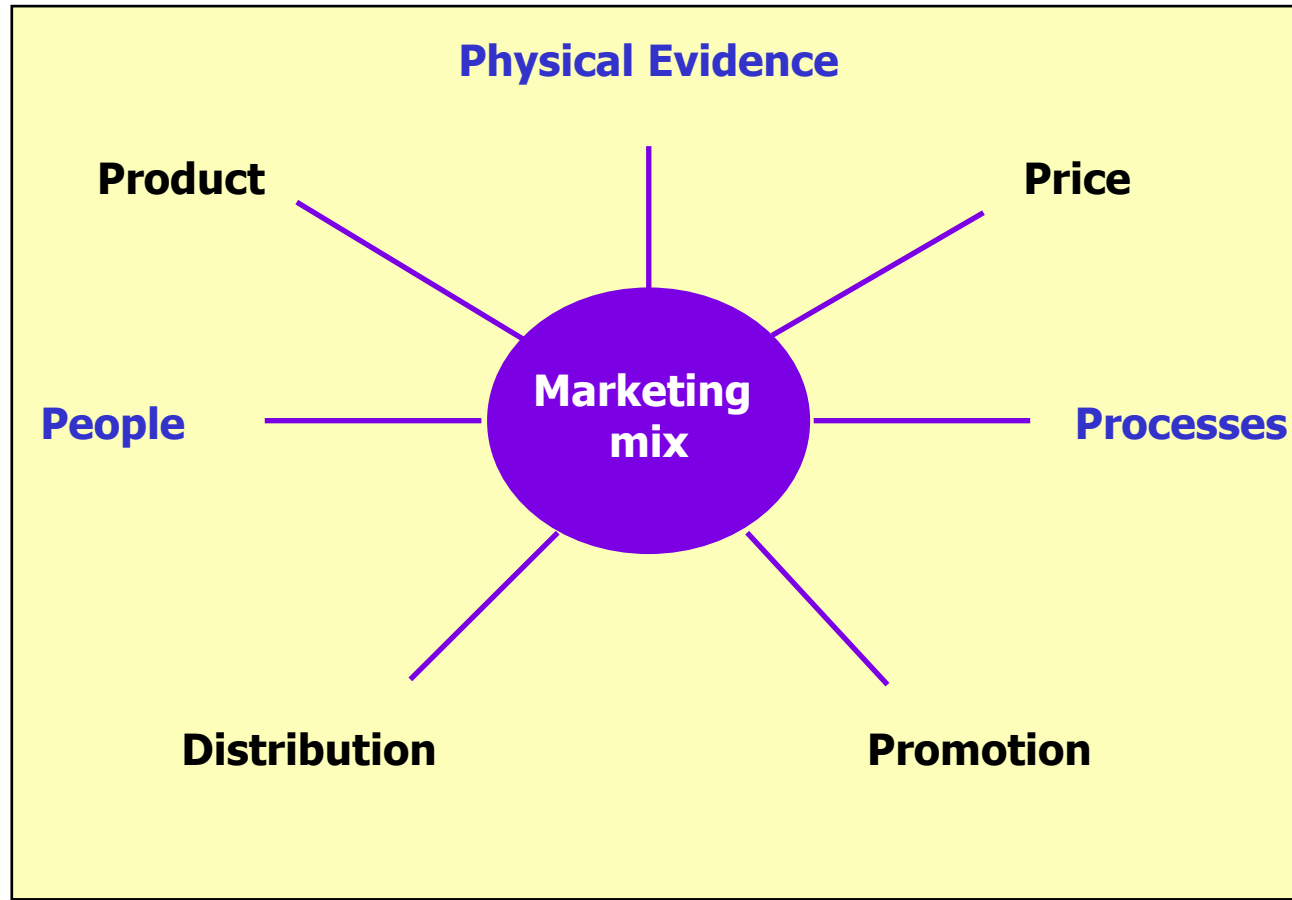 Physical Evidence
Product
Price
Marketing
mix
People
Processes
Distribution
Promotion